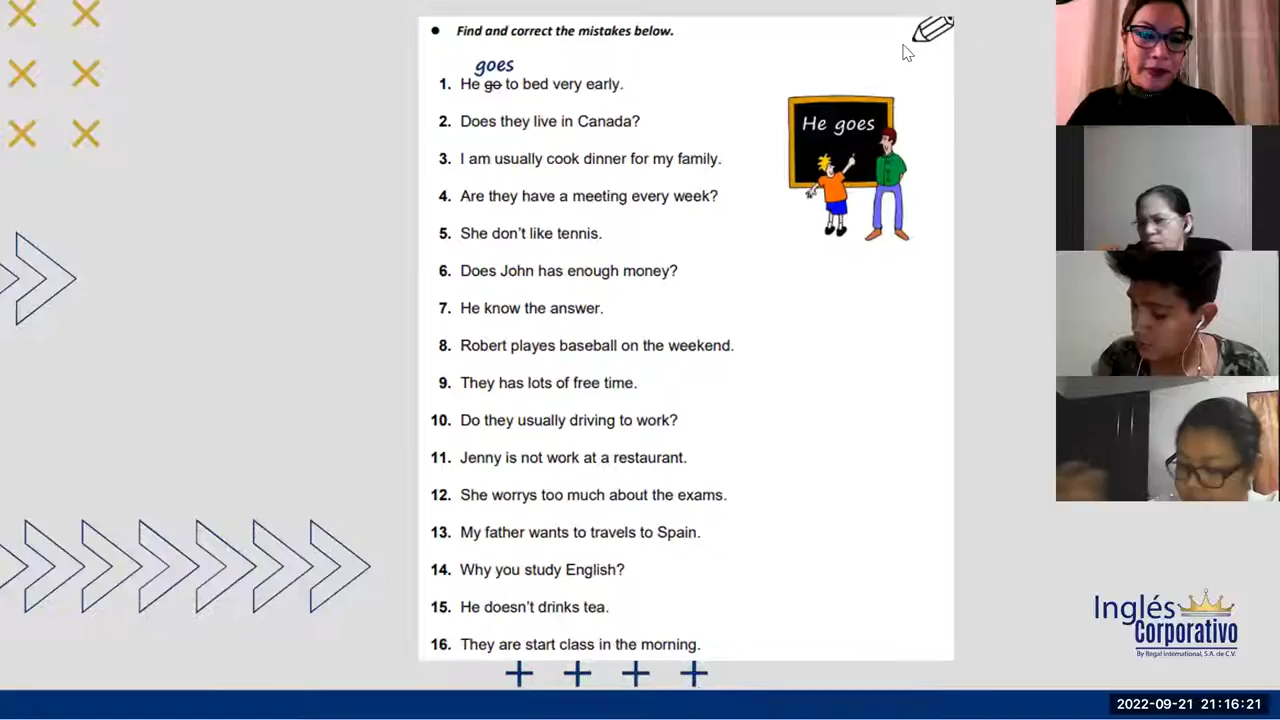 • Find and correct the mistakes below.
goes
1. He go to bed very early.
2. Does they live in Canada?
3. I am usually cook dinner for my family.
4. Are they have a meeting every week?
5. She don't like tennis.
6. Does John has enough money?
7. He know the answer.
8. Robert playes baseball on the weekend.
9. They has lots of free time.
10. Do they usually driving to work?
11. Jenny is not work at a restaurant.
12. She worrys too much about the exams.
13. My father wants to travels to Spain.
14. Why you study English?
15. He doesn't drinks tea.
16. They are start class in the morning.
He goes
Inglés
Corporativo
By Regal International, S.A. de C.V.
2022-09-21 21:16:21